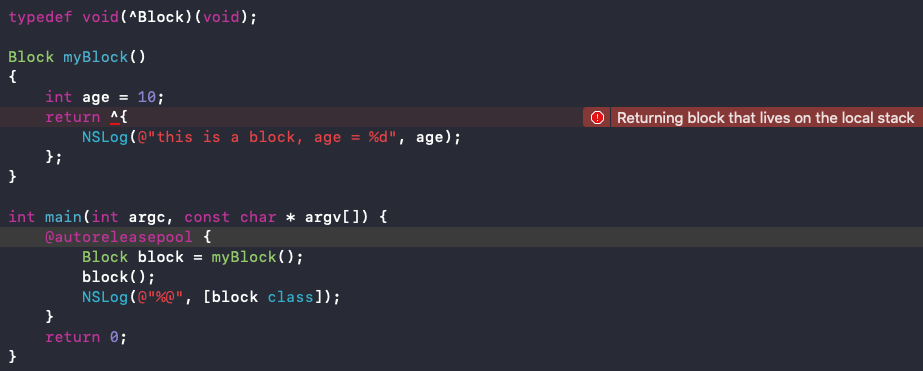 typedef void(^Block)(void);
Block myBlock()
{
    int age = 10;
    return ^{ Returning block that lives on the local stack
        NSLog(@"this is a block, age = %d", age);
    };
}
int main(int argc, const char * argv[]) {
    @autoreleasepool {
        Block block = myBlock();
        block();
        NSLog(@"%@", [block class]);
    }
    return 0;
}